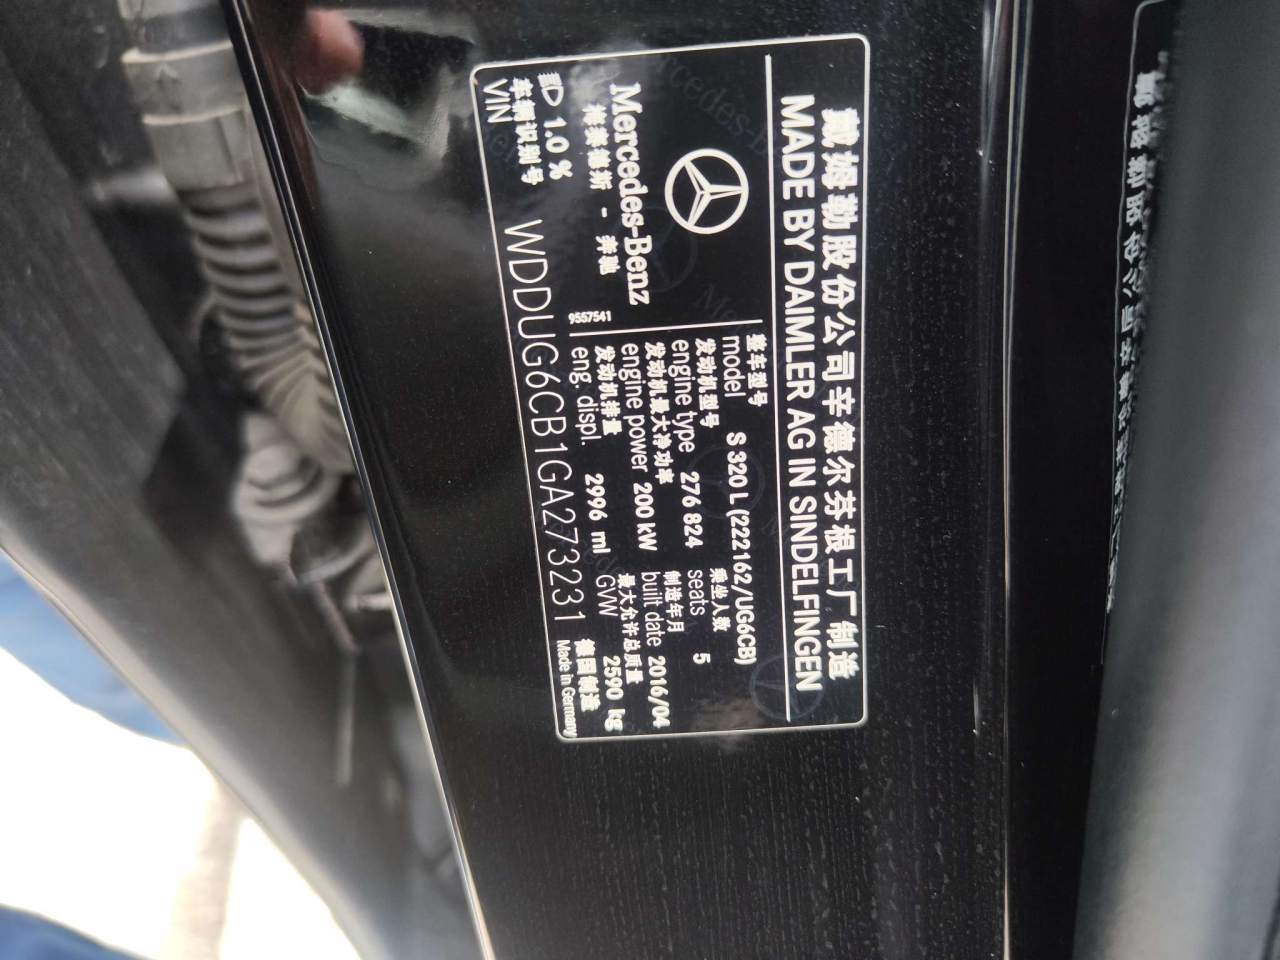 戴姆勒股份公司辛德尔芬根工厂制造
MADE BY DAIMLER AG IN SINDELFINGEN
Mercedes-Benz
梅赛德斯 - 奔驰
9557541
整车型号
model S 320 L (222162/UG6CB)
发动机型号 乘坐人数
engine type 276 824 seats 5
发动机最大净功率 制造年月
engine power 200 kW built date 2016/04
发动机排量 最大允许总质量
eng. displ. 2996 ml GVW 2590 kg
1.0 %
车辆识别号
VIN WDDUG6CB1GA273231
德国制造
Made in Germany